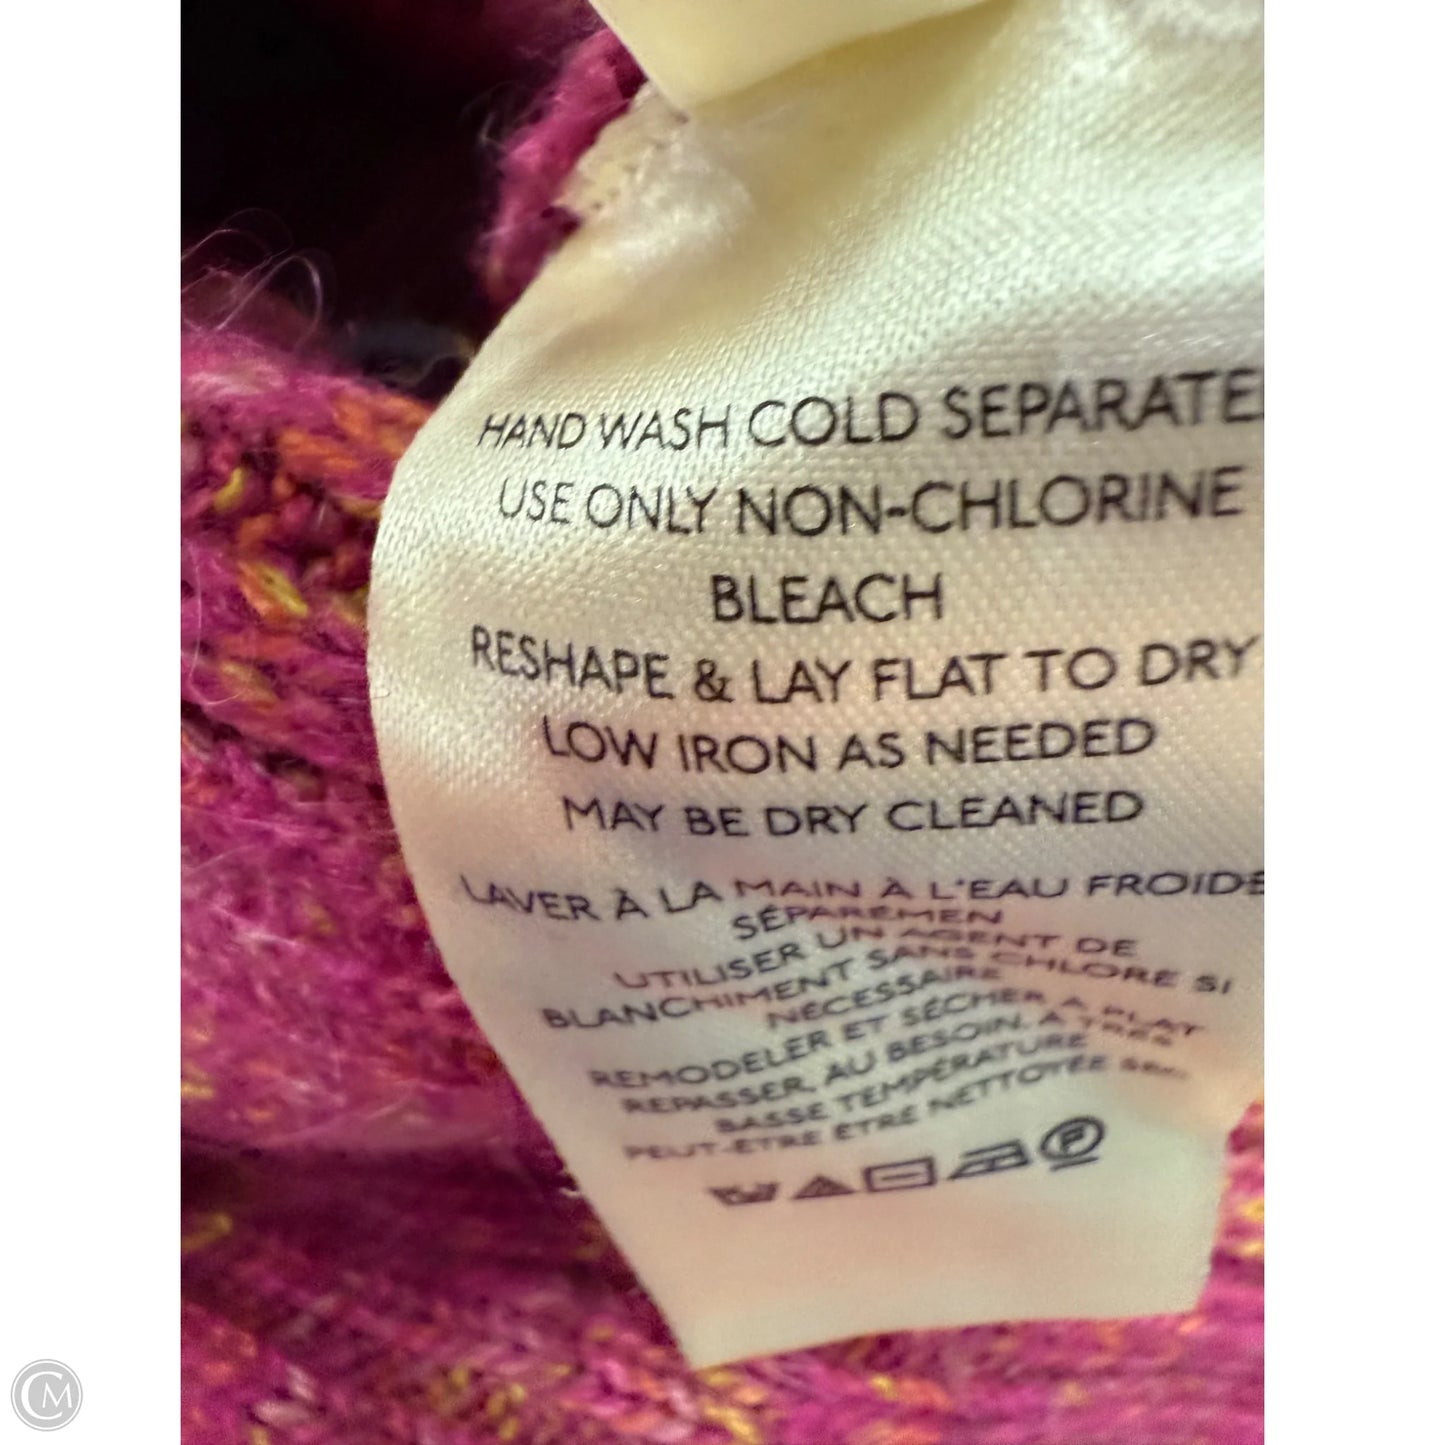 HAND WASH COLD SEPARATE
USE ONLY NON-CHLORINE
BLEACH
RESHAPE & LAY FLAT TO DRY
LOW IRON AS NEEDED
MAY BE DRY CLEANED
LAVER À LA MAIN À L'EAU FROIDE
SÉPARÉMEN
UTILISER UN AGENT DE
BLANCHIMENT SANS CHLORE SI
NÉCESSAIRE
REMODELER ET SÉCHER A PLAT
REPASSER, AU BESOIN, A TRÈS
BASSE TEMPÉRATURE
PEUT-ÊTRE ÊTRE NETTOYÉE
P
CM